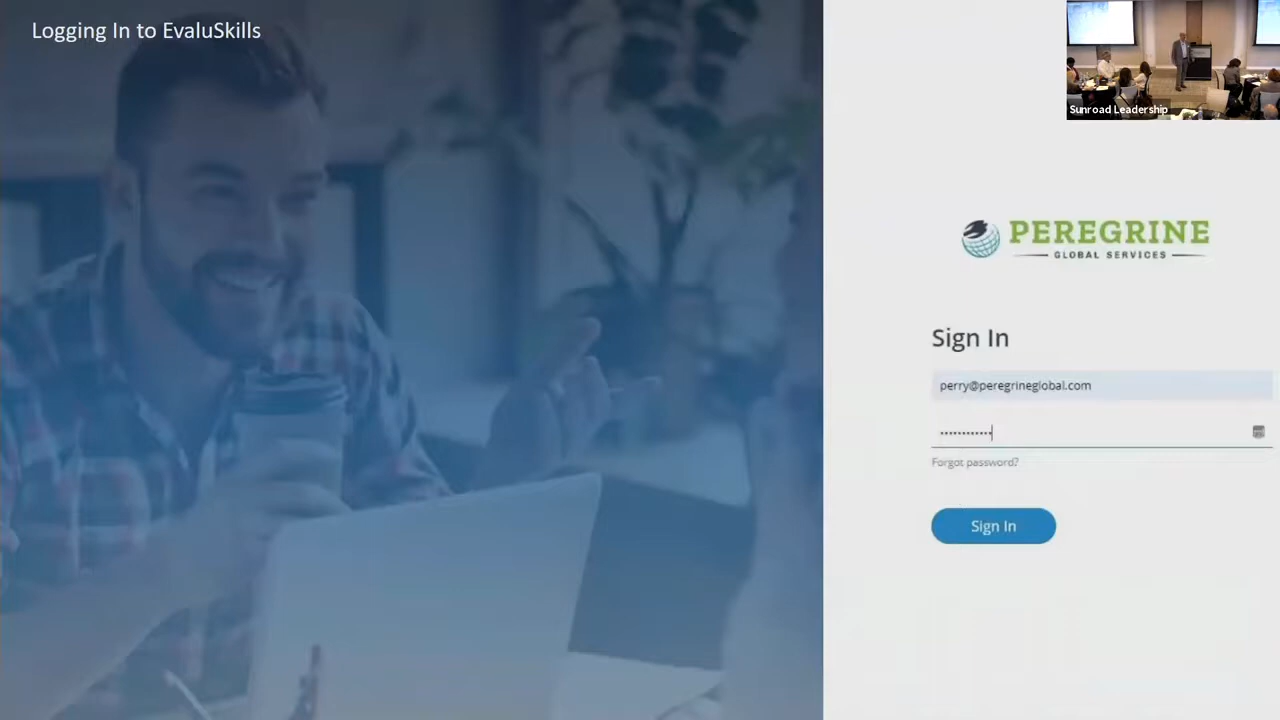 Logging In to EvaluSkills
Sunroad Leadership
PEREGRINE
GLOBAL SERVICES
Sign In
perry@peregrineglobal.com
••••••••••••
Forgot password?
Sign In